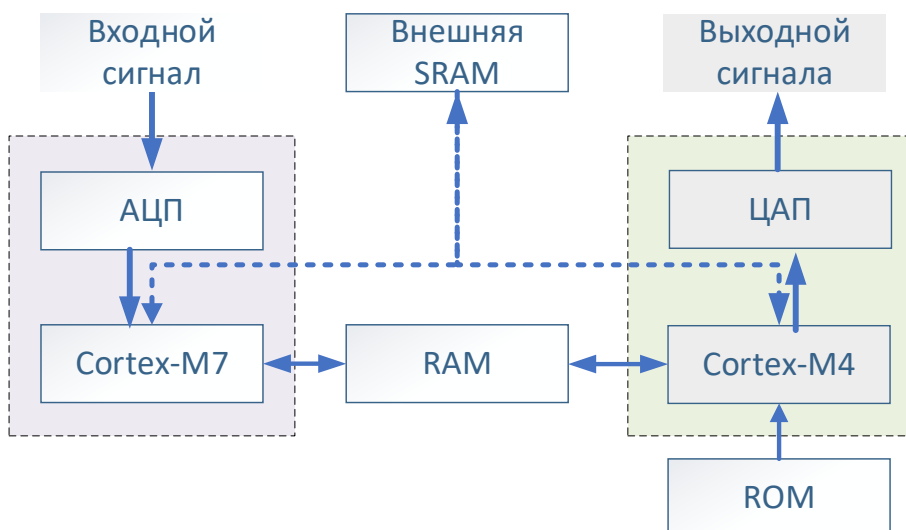 Входной
сигнал
Внешняя
SRAM
Выходной
сигнала
АЦП
ЦАП
Cortex-M7
RAM
Cortex-M4
ROM